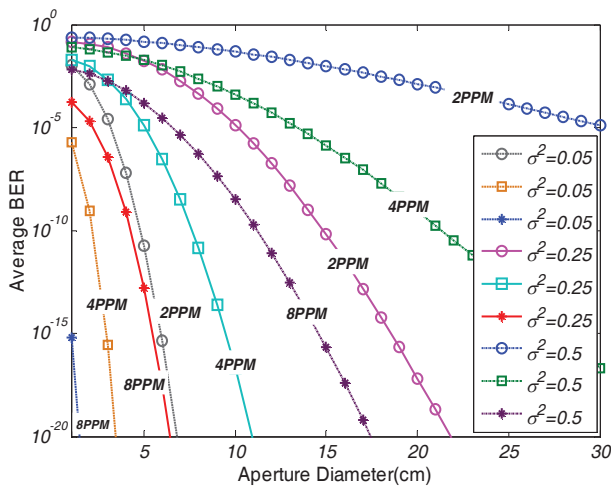 10^0
10^-5
10^-10
10^-15
10^-20
Average BER
5
10
15
20
21
25
30
Aperture Diameter(cm)
2PPM
4PPM
2PPM
8PPM
4PPM
2PPM
4PPM
8PPM
8PPM
σ²=0.05
σ²=0.05
σ²=0.05
σ²=0.25
σ²=0.25
σ²=0.25
σ²=0.5
σ²=0.5
σ²=0.5